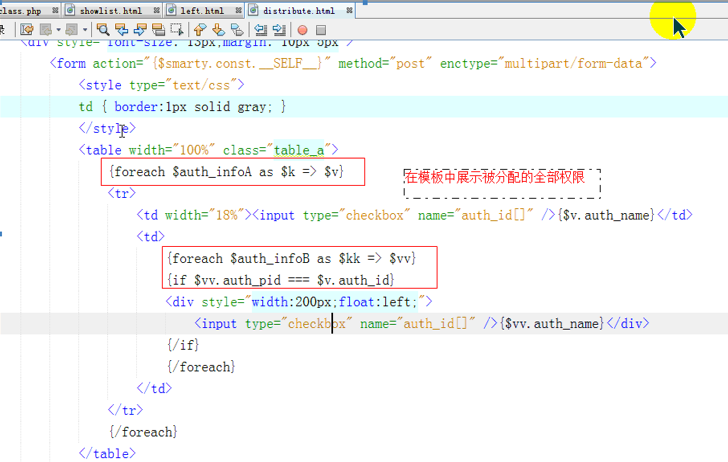 class.php showlist.html left.html distribute.html
<div style="font-size: 13px;margin: 10px 5px">
<form action="{$smarty.const.__SELF__}" method="post" enctype="multipart/form-data">
<style type="text/css">
td { border:1px solid gray; }
</style>
<table width="100%" class="table_a">
{foreach $auth_infoA as $k => $v}
在模板中展示被分配的全部权限
<tr>
<td width="18%"><input type="checkbox" name="auth_id[]" />{$v.auth_name}</td>
<td>
{foreach $auth_infoB as $kk => $vv}
{if $vv.auth_pid === $v.auth_id}
<div style="width:200px;float:left;">
<input type="checkbox" name="auth_id[]" />{$vv.auth_name}</div>
{/if}
{/foreach}
</td>
</tr>
{/foreach}
</table>